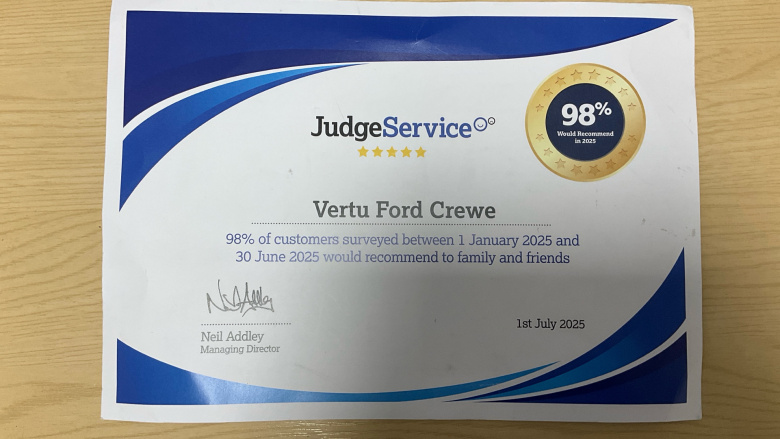 JudgeService
98%
Would Recommend
in 2025
Vertu Ford Crewe
98% of customers surveyed between 1 January 2025 and
30 June 2025 would recommend to family and friends
Neil Addley
Managing Director
1st July 2025